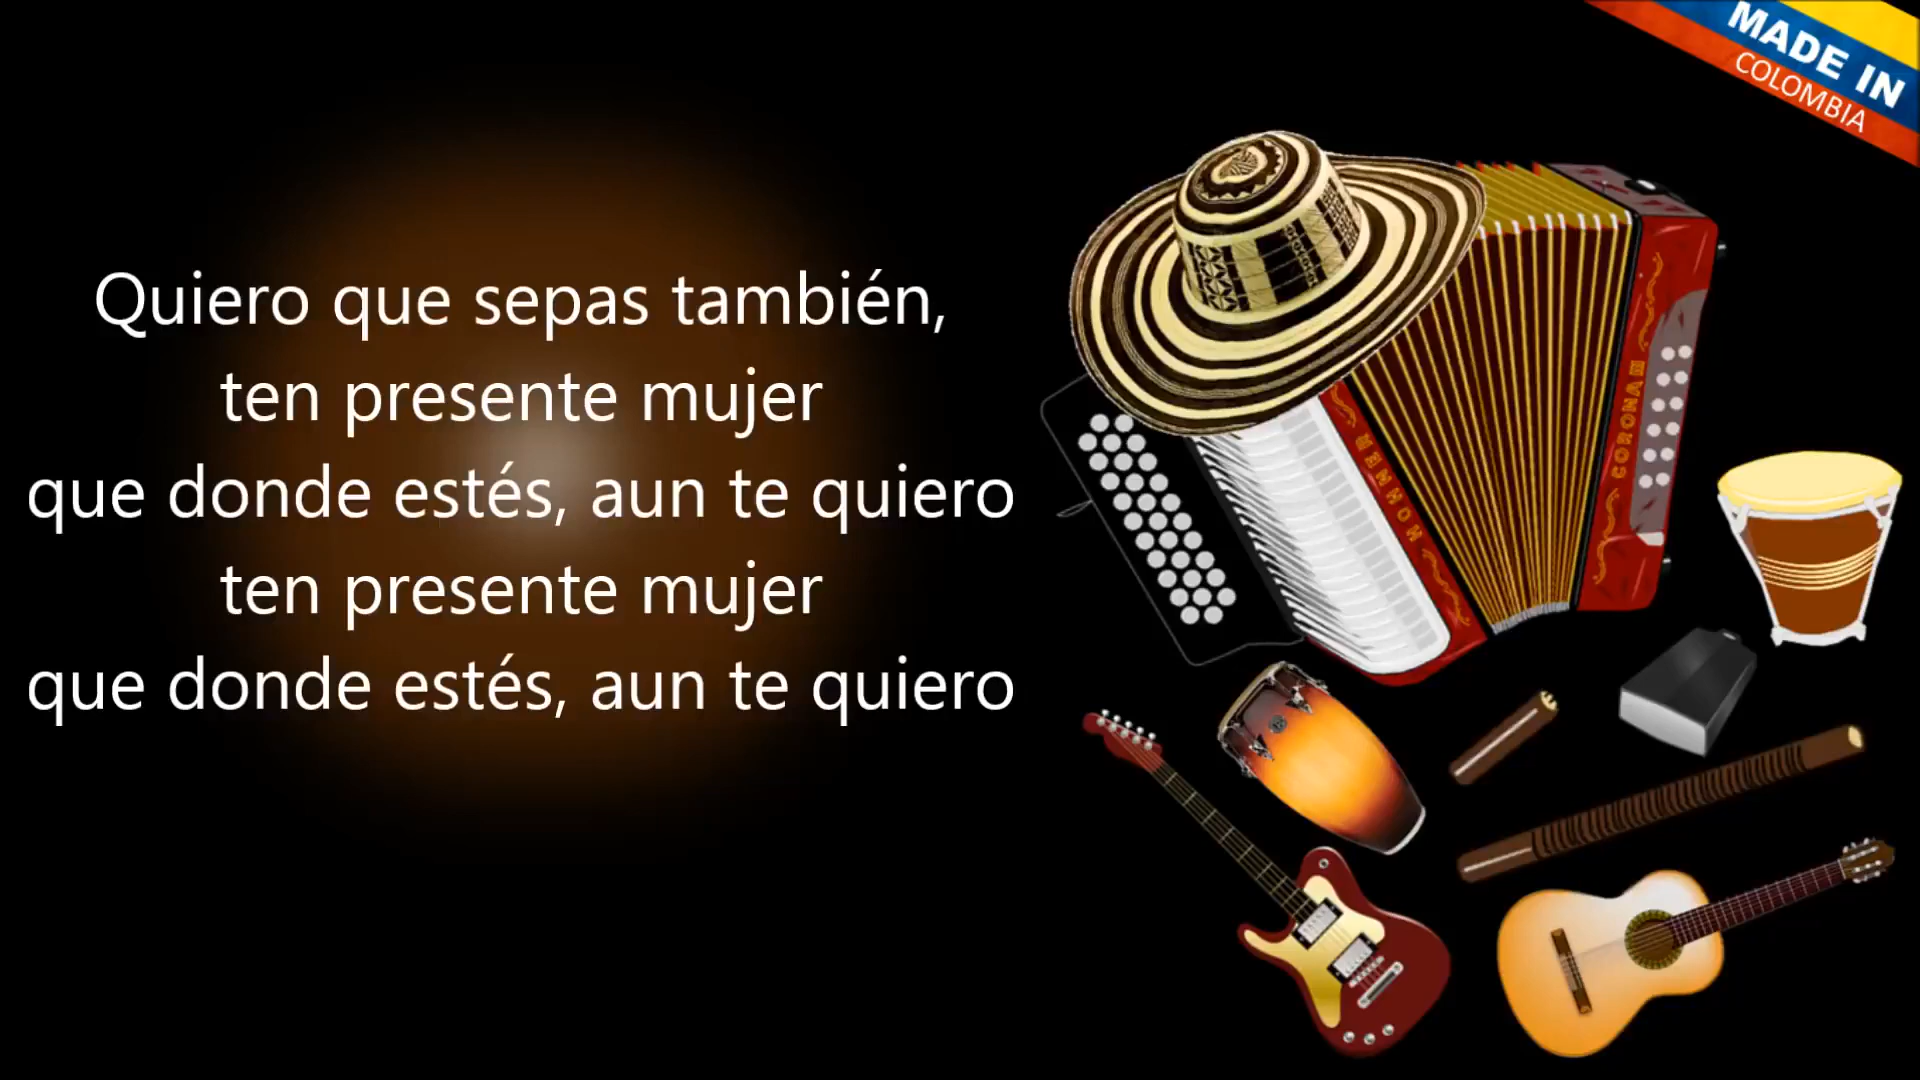 MADE IN
COLOMBIA
Quiero que sepas también,
ten presente mujer
que donde estés, aun te quiero
ten presente mujer
que donde estés, aun te quiero
HOHNER
CORONA III